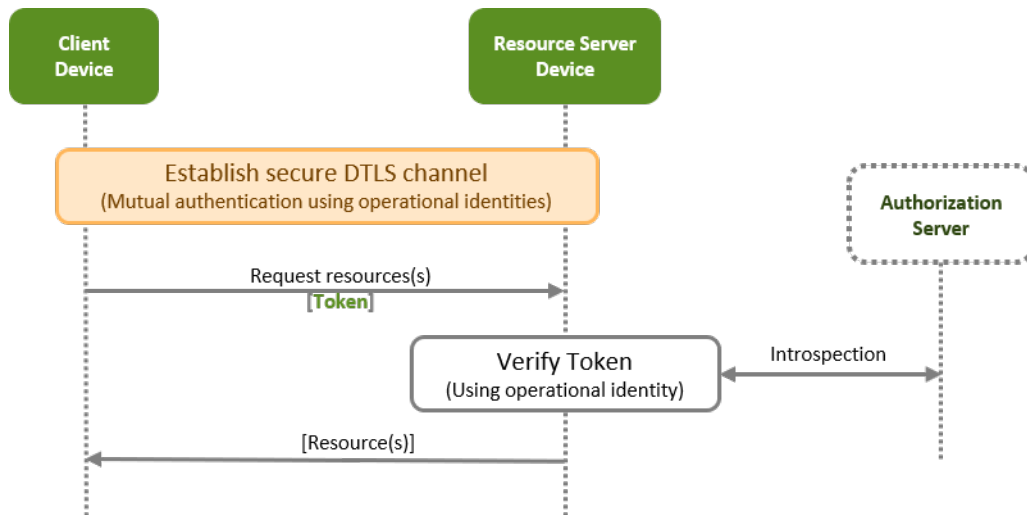 Client
Device
Resource Server
Device
Establish secure DTLS channel
(Mutual authentication using operational identities)
Authorization
Server
Request resources(s)
[Token]
Verify Token
(Using operational identity)
Introspection
[Resource(s)]